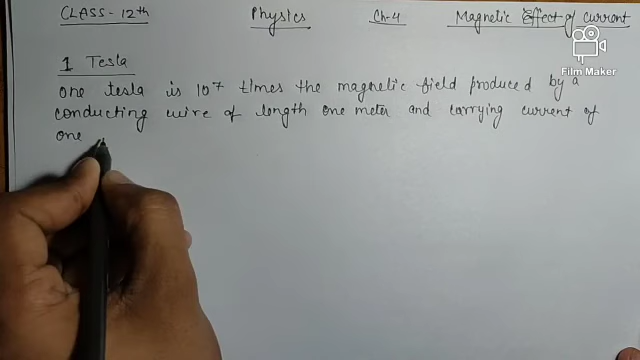 CLASS - 12th Physics Ch-4 Magnetic Effect of current
Film Maker
1 Tesla
One tesla is 10⁷ times the magnetic field produced by a
conducting wire of length one meter and carrying current of
one